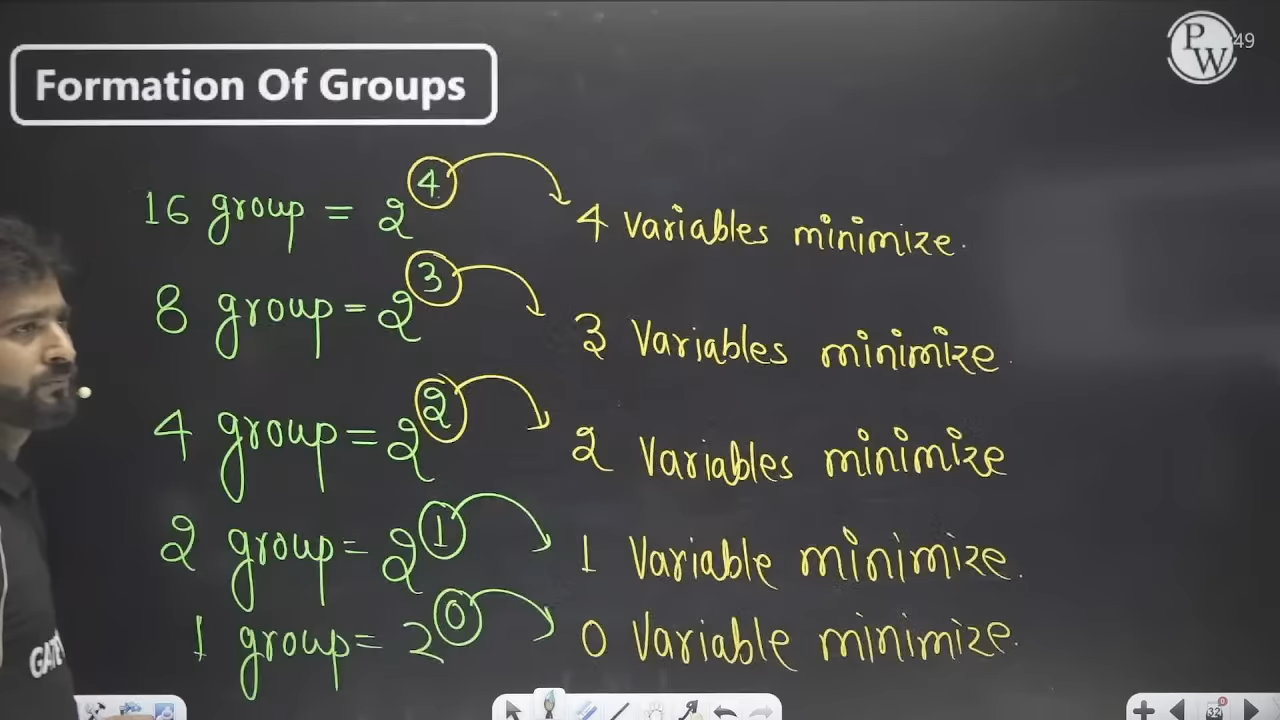 Formation Of Groups
PW 49
16 group = 2^4 4 Variables minimize.
8 group = 2^3 3 Variables minimize.
4 group = 2^2 2 Variables minimize
2 group = 2^1 1 Variable minimize.
1 group = 2^0 0 Variable minimize.
GATE
32